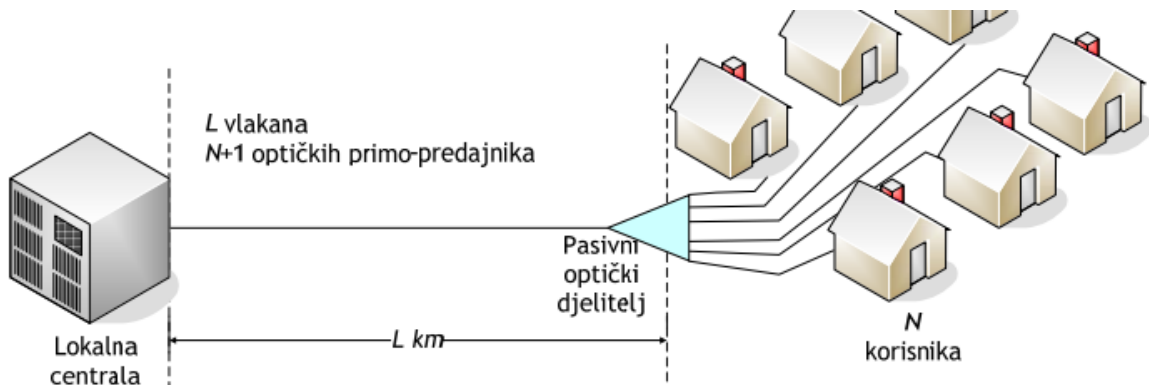 L vlakana
N+1 optičkih primo-predajnika
Pasivni
optički
djelitelj
L km
Lokalna
centrala
N
korisnika